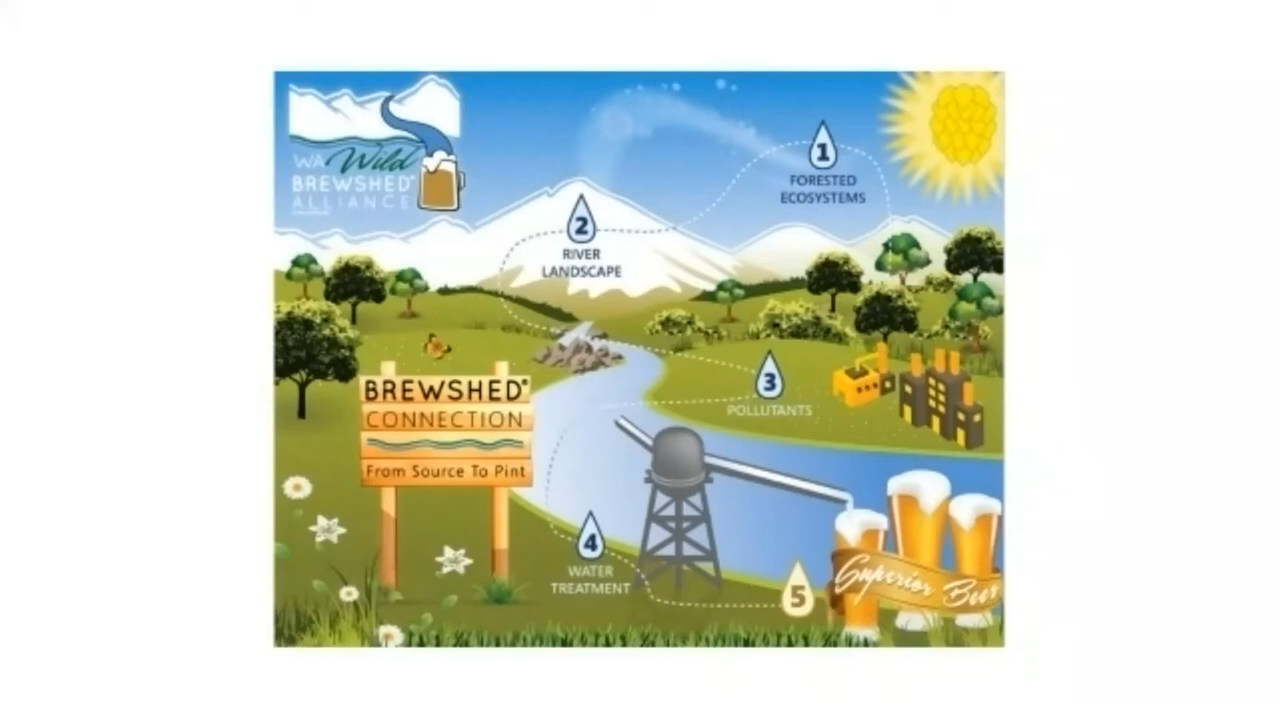 WA Wild
BREWSHED®
ALLIANCE
1
FORESTED
ECOSYSTEMS
2
RIVER
LANDSCAPE
3
POLLUTANTS
BREWSHED®
CONNECTION
From Source To Pint
4
WATER
TREATMENT
5
Superior Beer